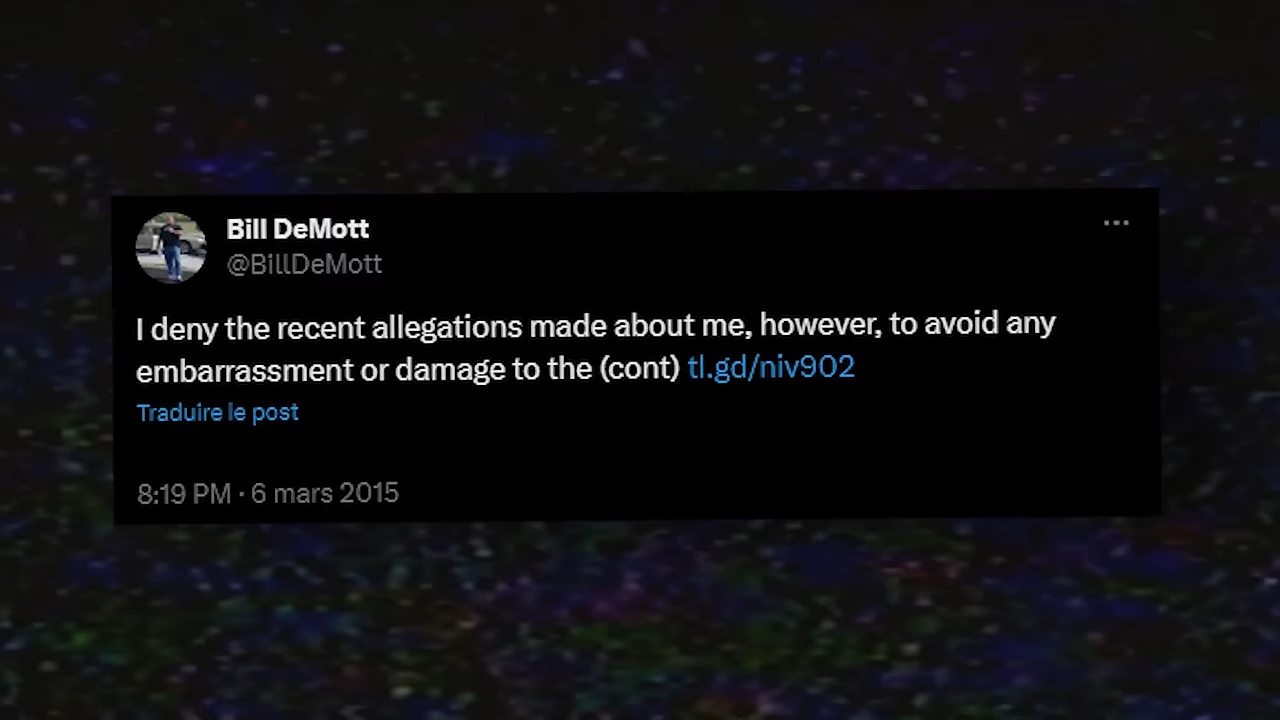 Bill DeMott
@BillDeMott
I deny the recent allegations made about me, however, to avoid any
embarrassment or damage to the (cont) tl.gd/niv902
Traduire le post
8:19 PM · 6 mars 2015